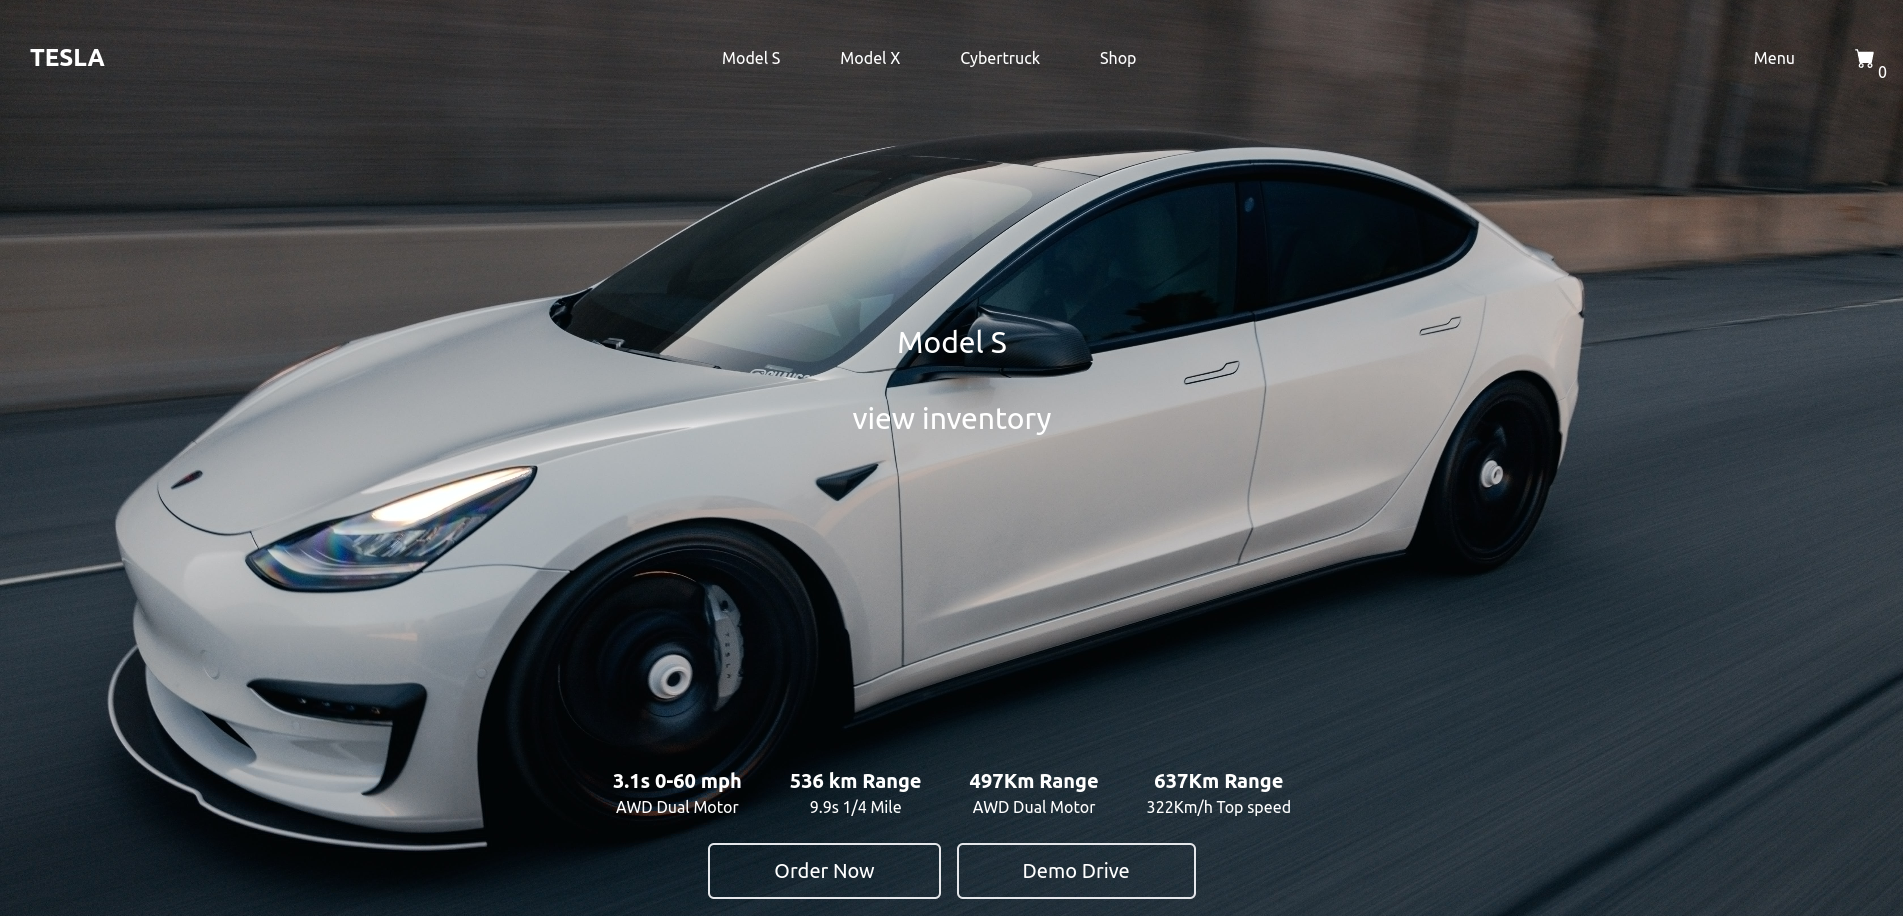 TESLA
Model S
Model X
Cybertruck
Shop
Menu
0
Model S
view inventory
3.1s 0-60 mph
AWD Dual Motor
536 km Range
9.9s 1/4 Mile
497Km Range
AWD Dual Motor
637Km Range
322Km/h Top speed
Order Now
Demo Drive